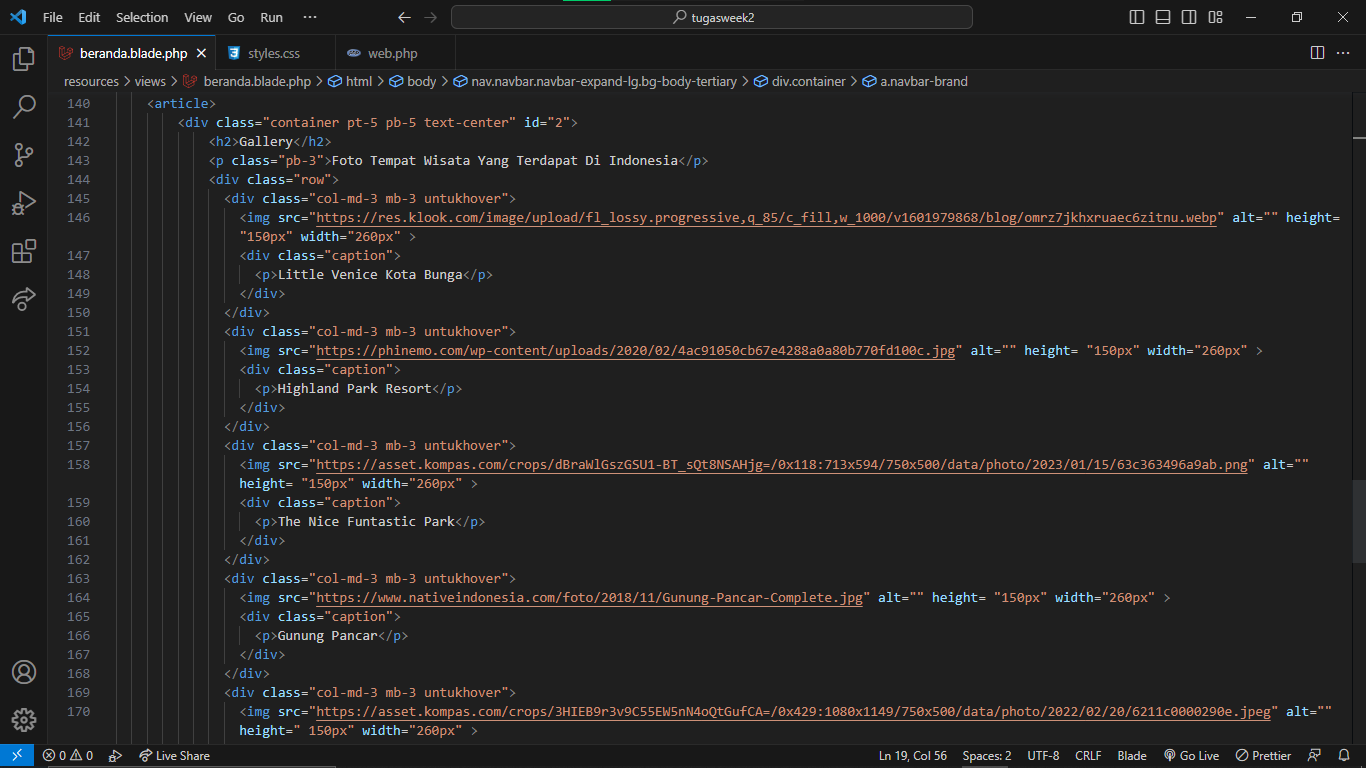 File Edit Selection View Go Run ··· tugasweek2
beranda.blade.php styles.css web.php
resources > views > beranda.blade.php > html > body > nav.navbar.navbar-expand-lg.bg-body-tertiary > div.container > a.navbar-brand
140 <article>
141 <div class="container pt-5 pb-5 text-center" id="2">
142 <h2>Gallery</h2>
143 <p class="pb-3">Foto Tempat Wisata Yang Terdapat Di Indonesia</p>
144 <div class="row">
145 <div class="col-md-3 mb-3 untukhover">
146 <img src="https://res.klook.com/image/upload/fl_lossy.progressive,q_85/c_fill,w_1000/v1601979868/blog/omrz7jkhxruaec6zitnu.webp" alt="" height=
"150px" width="260px" >
147 <div class="caption">
148 <p>Little Venice Kota Bunga</p>
149 </div>
150 </div>
151 <div class="col-md-3 mb-3 untukhover">
152 <img src="https://phinemo.com/wp-content/uploads/2020/02/4ac91050cb67e4288a0a80b770fd100c.jpg" alt="" height= "150px" width="260px" >
153 <div class="caption">
154 <p>Highland Park Resort</p>
155 </div>
156 </div>
157 <div class="col-md-3 mb-3 untukhover">
158 <img src="https://asset.kompas.com/crops/dBraWlGszGSU1-BT_sQt8NSAHjg=/0x118:713x594/750x500/data/photo/2023/01/15/63c363496a9ab.png" alt=""
height= "150px" width="260px" >
159 <div class="caption">
160 <p>The Nice Funtastic Park</p>
161 </div>
162 </div>
163 <div class="col-md-3 mb-3 untukhover">
164 <img src="https://www.nativeindonesia.com/foto/2018/11/Gunung-Pancar-Complete.jpg" alt="" height= "150px" width="260px" >
165 <div class="caption">
166 <p>Gunung Pancar</p>
167 </div>
168 </div>
169 <div class="col-md-3 mb-3 untukhover">
170 <img src="https://asset.kompas.com/crops/3HIEB9r3v9C55EW5nN4oQtGufCA=/0x429:1080x1149/750x500/data/photo/2022/02/20/6211c0000290e.jpeg" alt=""
height=" 150px" width="260px" >
0 0 Live Share Ln 19, Col 56 Spaces: 2 UTF-8 CRLF Blade Go Live Prettier